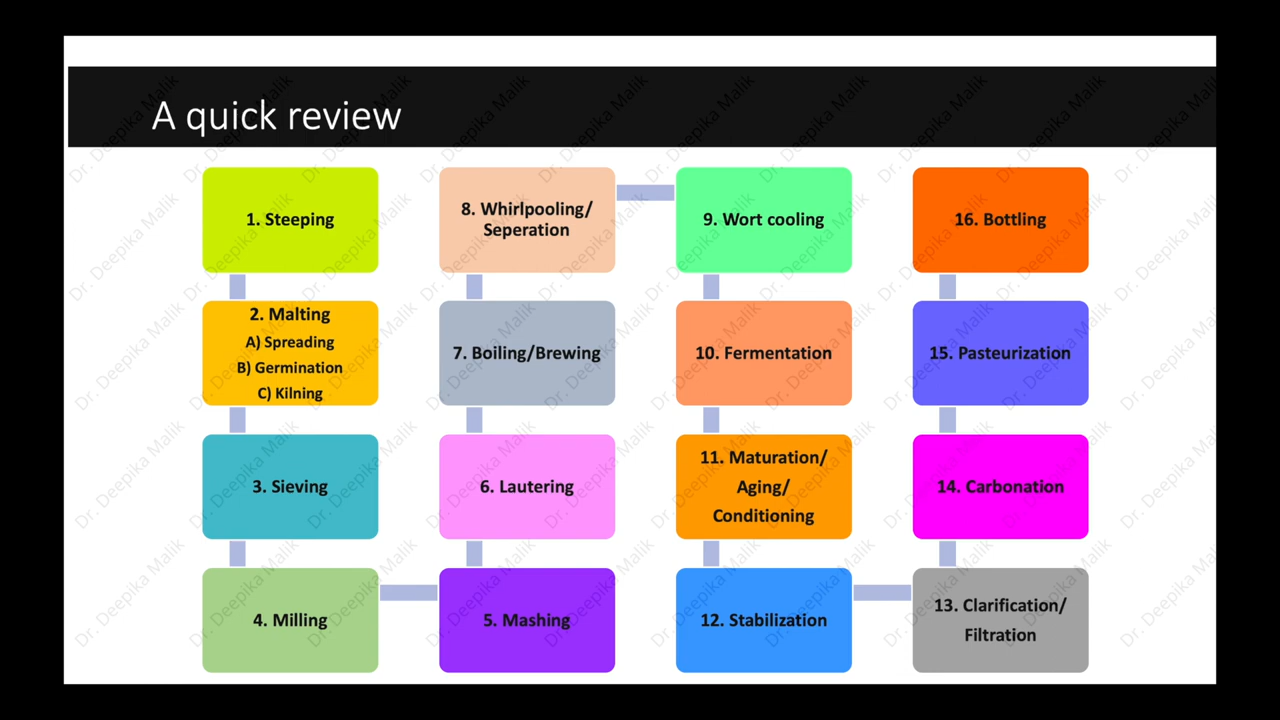 A quick review
1. Steeping
2. Malting
A) Spreading
B) Germination
C) Kilning
3. Sieving
4. Milling
5. Mashing
6. Lautering
7. Boiling/Brewing
8. Whirlpooling/
Seperation
9. Wort cooling
10. Fermentation
11. Maturation/
Aging/
Conditioning
12. Stabilization
13. Clarification/
Filtration
14. Carbonation
15. Pasteurization
16. Bottling
Dr. Deepika Malik